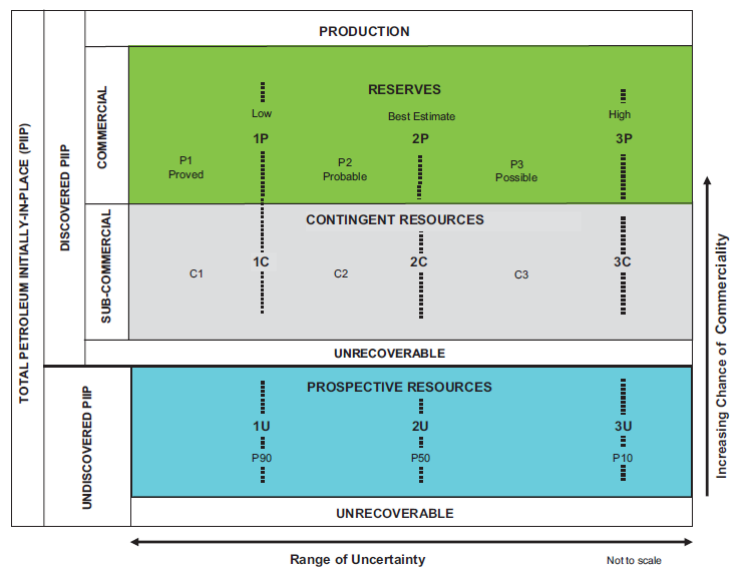 PRODUCTION
TOTAL PETROLEUM INITIALLY-IN-PLACE (PIIP)
DISCOVERED PIIP
COMMERCIAL
RESERVES
Low
Best Estimate
High
1P
2P
3P
P1
Proved
P2
Probable
P3
Possible
SUB-COMMERCIAL
CONTINGENT RESOURCES
1C
2C
3C
C1
C2
C3
UNRECOVERABLE
UNDISCOVERED PIIP
PROSPECTIVE RESOURCES
1U
2U
3U
P90
P50
P10
UNRECOVERABLE
Increasing Chance of Commerciality
Range of Uncertainty
Not to scale